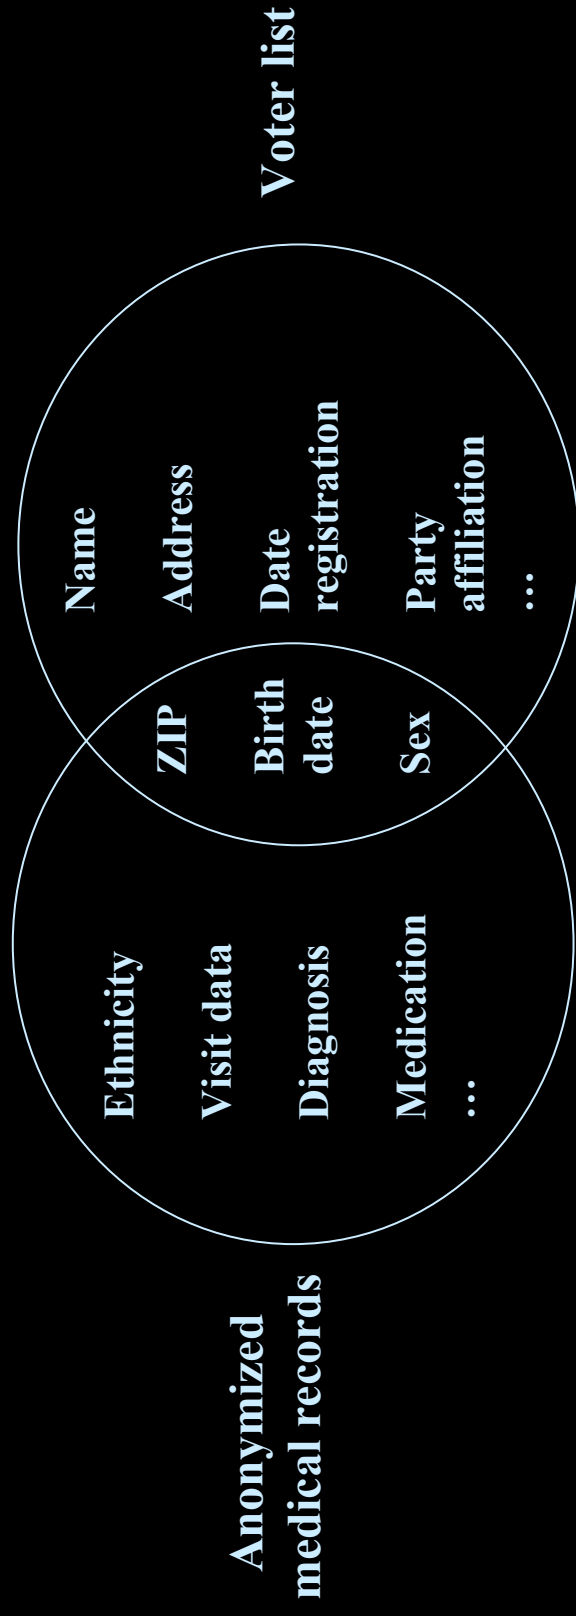 Anonymized
medical records
Ethnicity
Visit data
Diagnosis
Medication
…
ZIP
Birth
date
Sex
Name
Address
Date
registration
Party
affiliation
…
Voter list